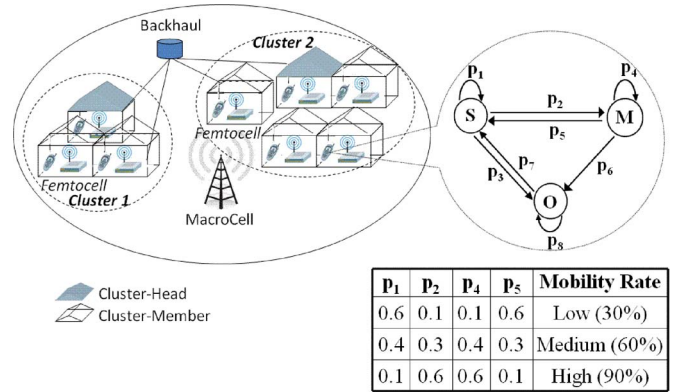 Backhaul
Cluster 2
Femtocell
Femtocell
Cluster 1
MacroCell
Cluster-Head
Cluster-Member
p1
p4
S
p2
M
p5
p7
p3
p6
O
p8
p1 p2 p4 p5 Mobility Rate
0.6 0.1 0.1 0.6 Low (30%)
0.4 0.3 0.4 0.3 Medium (60%)
0.1 0.6 0.6 0.1 High (90%)